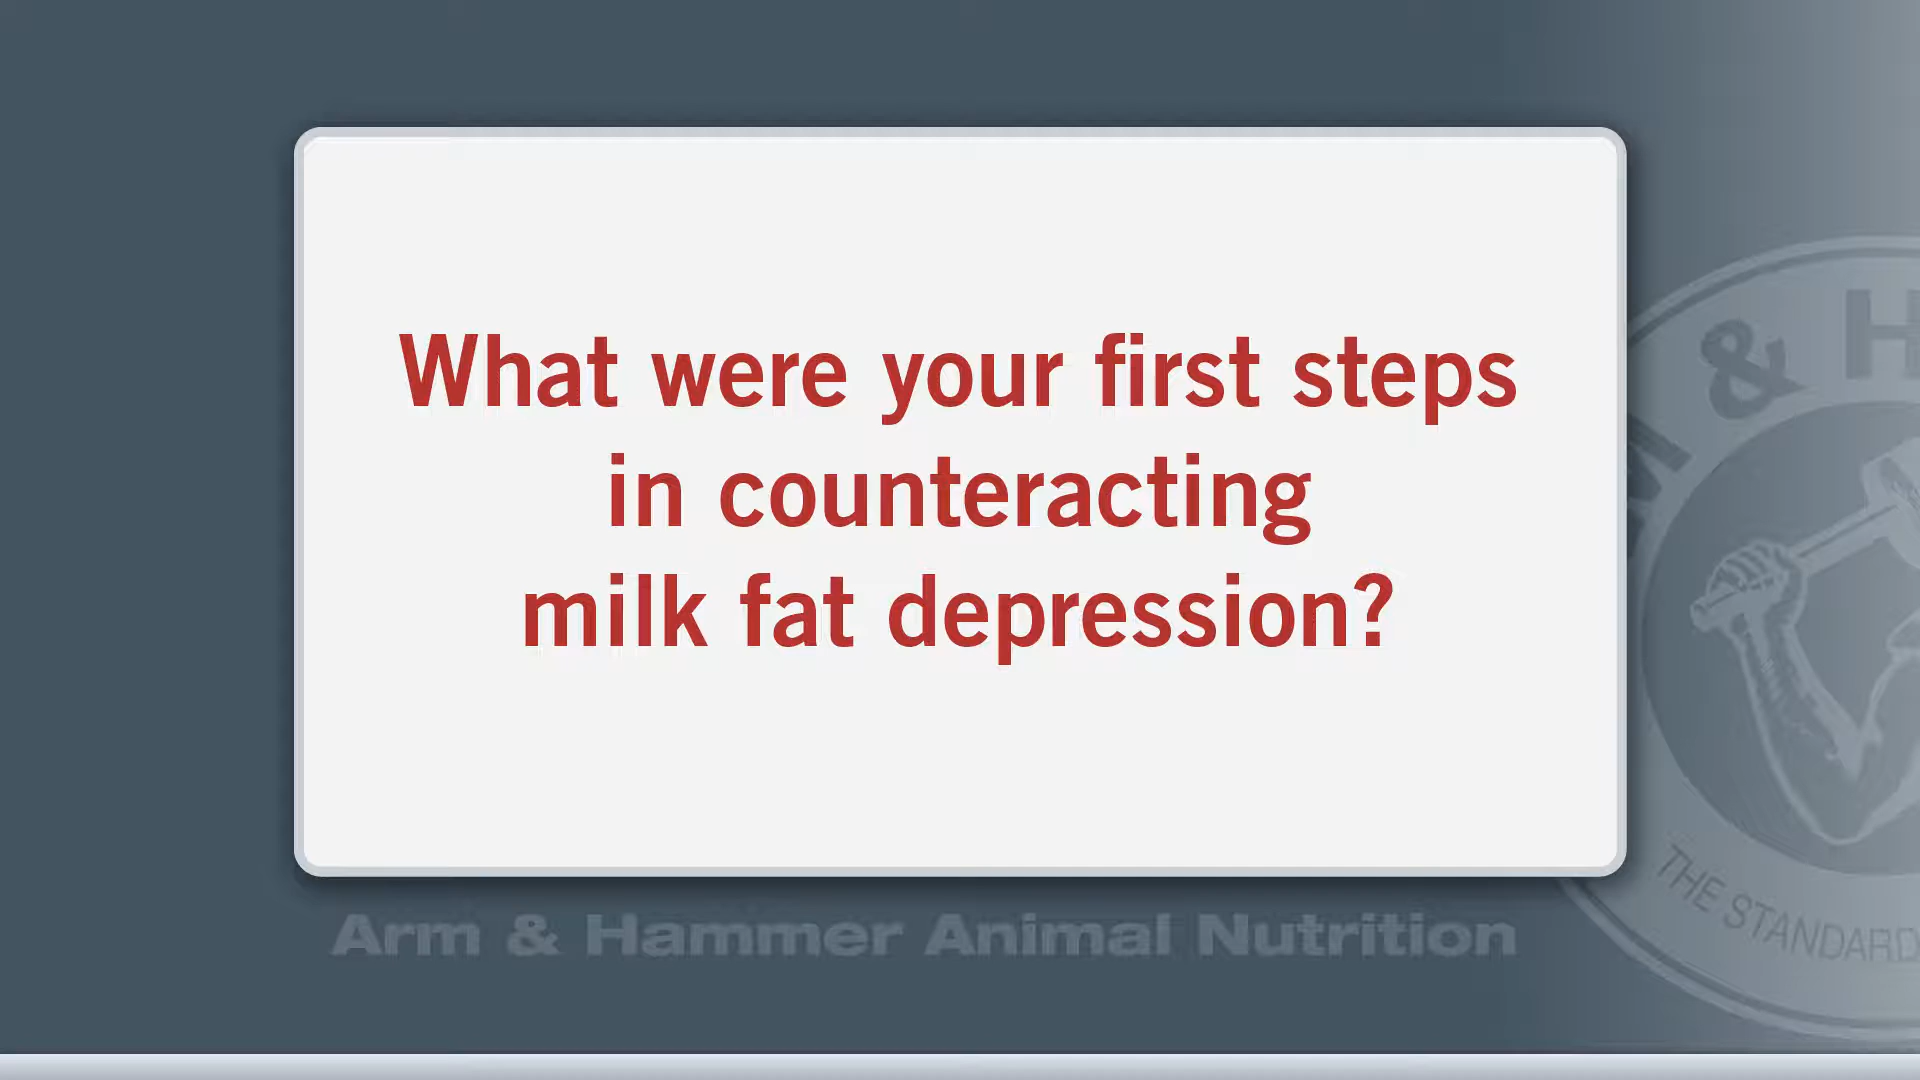 What were your first steps
in counteracting
milk fat depression?
& H
M
THE STANDARD
Arm & Hammer Animal Nutrition